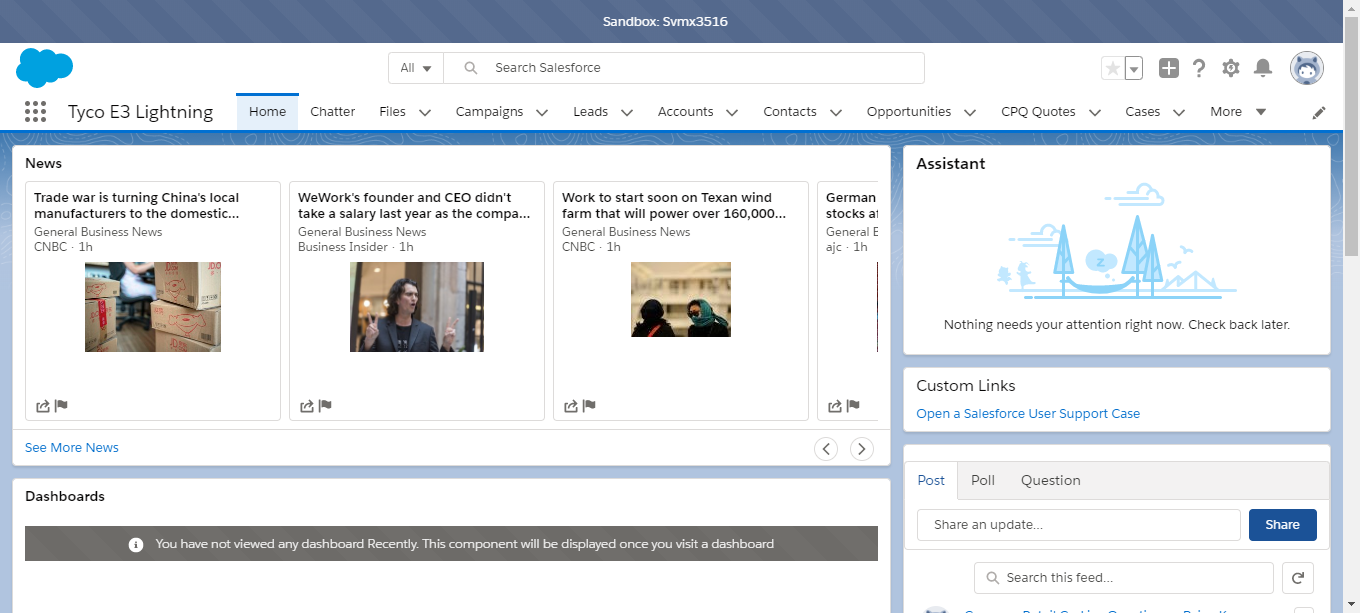 Sandbox: Svmx3516
All
Search Salesforce
Tyco E3 Lightning
Home
Chatter
Files
Campaigns
Leads
Accounts
Contacts
Opportunities
CPQ Quotes
Cases
More
News
Trade war is turning China's local
manufacturers to the domestic...
General Business News
CNBC · 1h
WeWork's founder and CEO didn't
take a salary last year as the compa...
General Business News
Business Insider · 1h
Work to start soon on Texan wind
farm that will power over 160,000...
General Business News
CNBC · 1h
German
stocks
General
ajc · 1h
See More News
Dashboards
You have not viewed any dashboard Recently. This component will be displayed once you visit a dashboard
Assistant
z
Nothing needs your attention right now. Check back later.
Custom Links
Open a Salesforce User Support Case
Post
Poll
Question
Share an update...
Share
Search this feed...